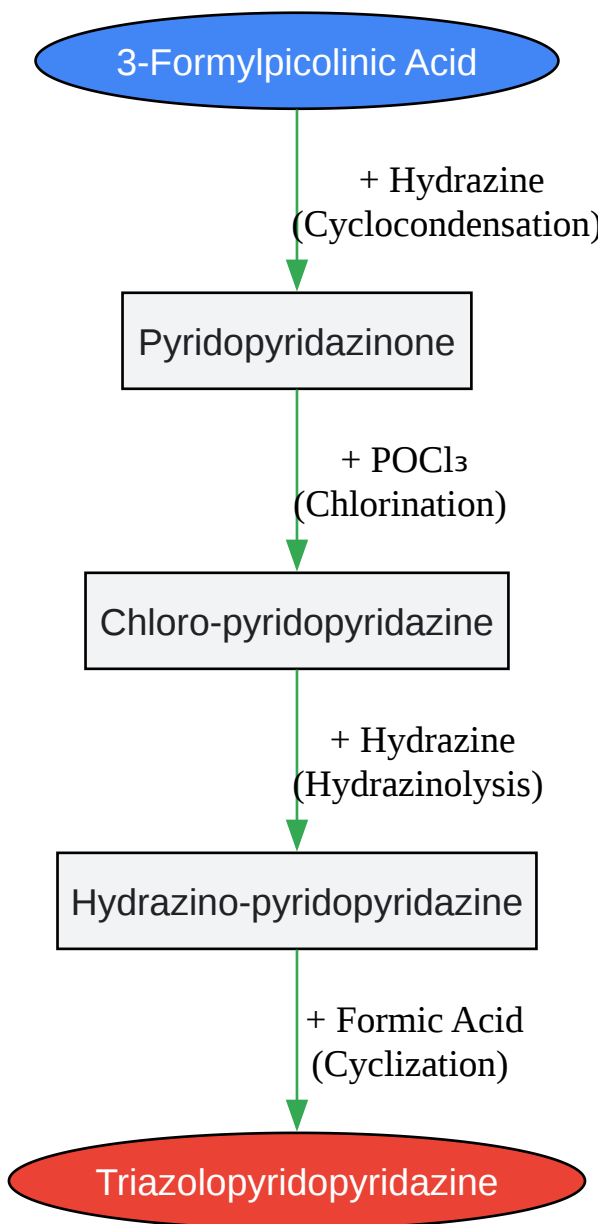 3-Formylpicolinic Acid
+ Hydrazine
(Cyclocondensation)
Pyridopyridazinone
+ POCl₃
(Chlorination)
Chloro-pyridopyridazine
+ Hydrazine
(Hydrazinolysis)
Hydrazino-pyridopyridazine
+ Formic Acid
(Cyclization)
Triazolopyridopyridazine